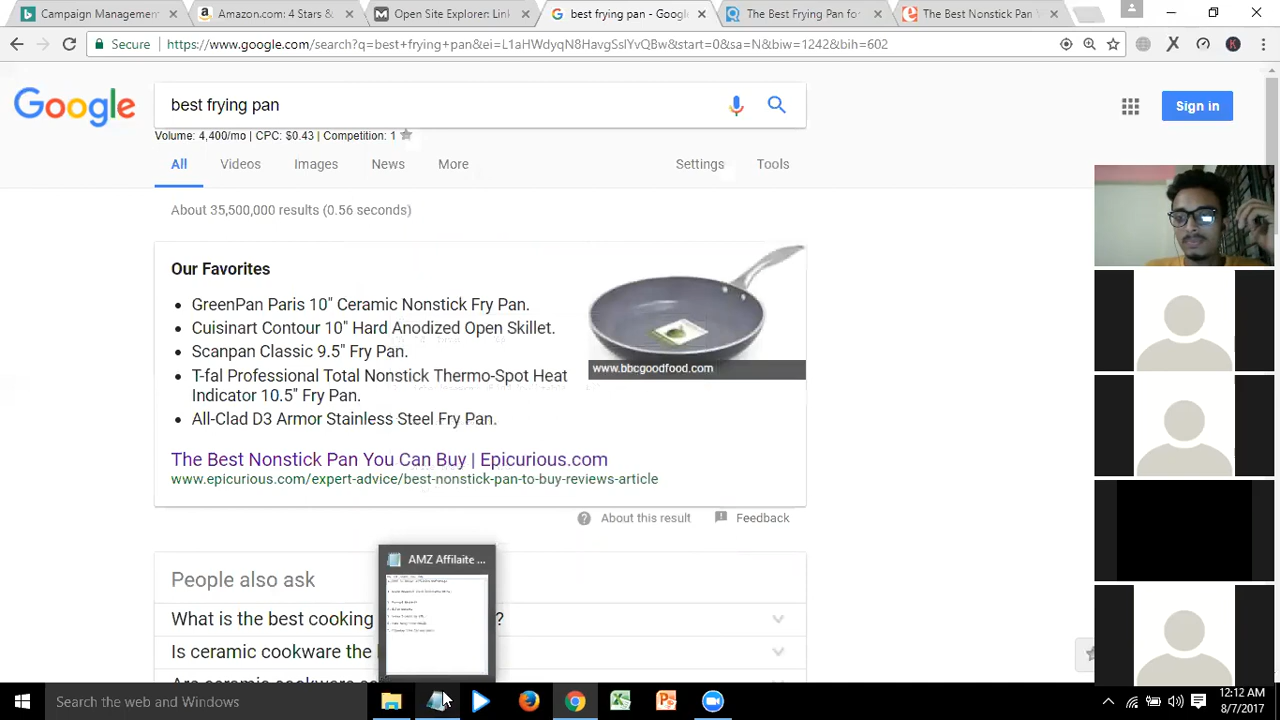 Campaign Management
Amazon.com: 4 Stars &
Open Site Explorer Link
best frying pan - Google
The Best Frying Pan fo
The Best Nonstick Pan
Secure
https://www.google.com/search?q=best+frying+pan&ei=L1aHWdyqN8HavgSslYvQBw&start=0&sa=N&biw=1242&bih=602
Google
best frying pan
Sign in
Volume: 4,400/mo | CPC: $0.43 | Competition: 1
All
Videos
Images
News
More
Settings
Tools
About 35,500,000 results (0.56 seconds)
Our Favorites
GreenPan Paris 10" Ceramic Nonstick Fry Pan.
Cuisinart Contour 10" Hard Anodized Open Skillet.
Scanpan Classic 9.5" Fry Pan.
T-fal Professional Total Nonstick Thermo-Spot Heat
Indicator 10.5" Fry Pan.
All-Clad D3 Armor Stainless Steel Fry Pan.
www.bbcgoodfood.com
The Best Nonstick Pan You Can Buy | Epicurious.com
www.epicurious.com/expert-advice/best-nonstick-pan-to-buy-reviews-article
About this result
Feedback
AMZ Affilaite ...
People also ask
What is the best cooking ?
Is ceramic cookware the
Search the web and Windows
12:12 AM
8/7/2017